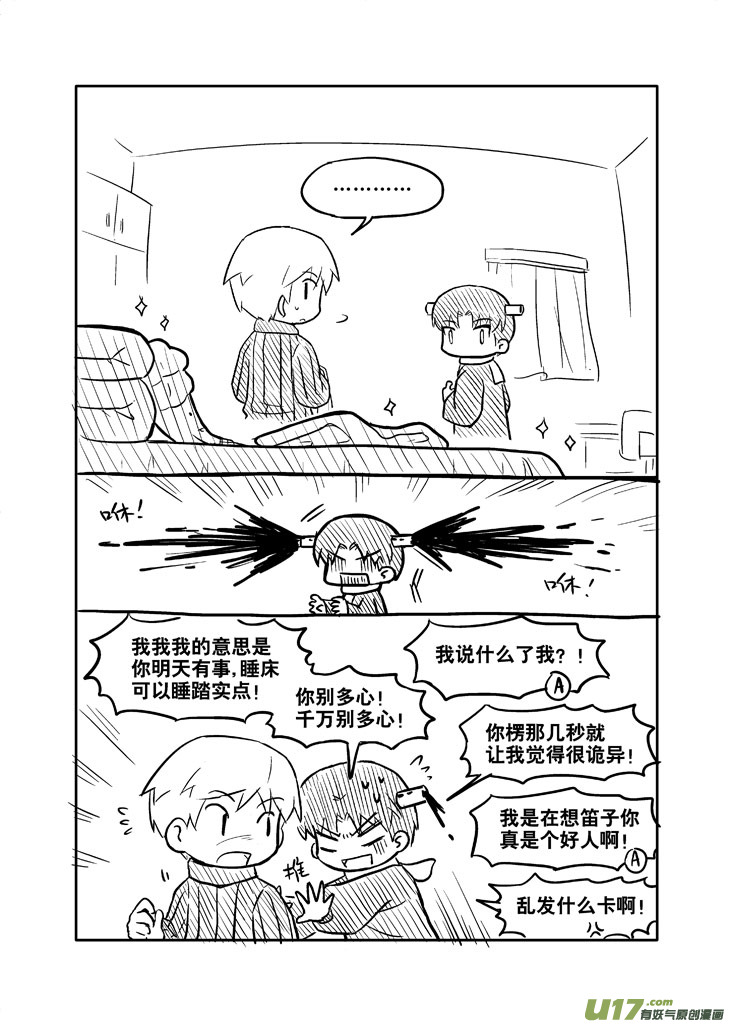 …………
咻！
咻！
我我我的意思是
你明天有事,睡床
可以睡踏实点！
你别多心！
千万别多心！
我说什么了我？！
A
你楞那几秒就
让我觉得很诡异！
我是在想笛子你
真是个好人啊！
A
乱发什么卡啊！
推
U17.com
有妖气原创漫画